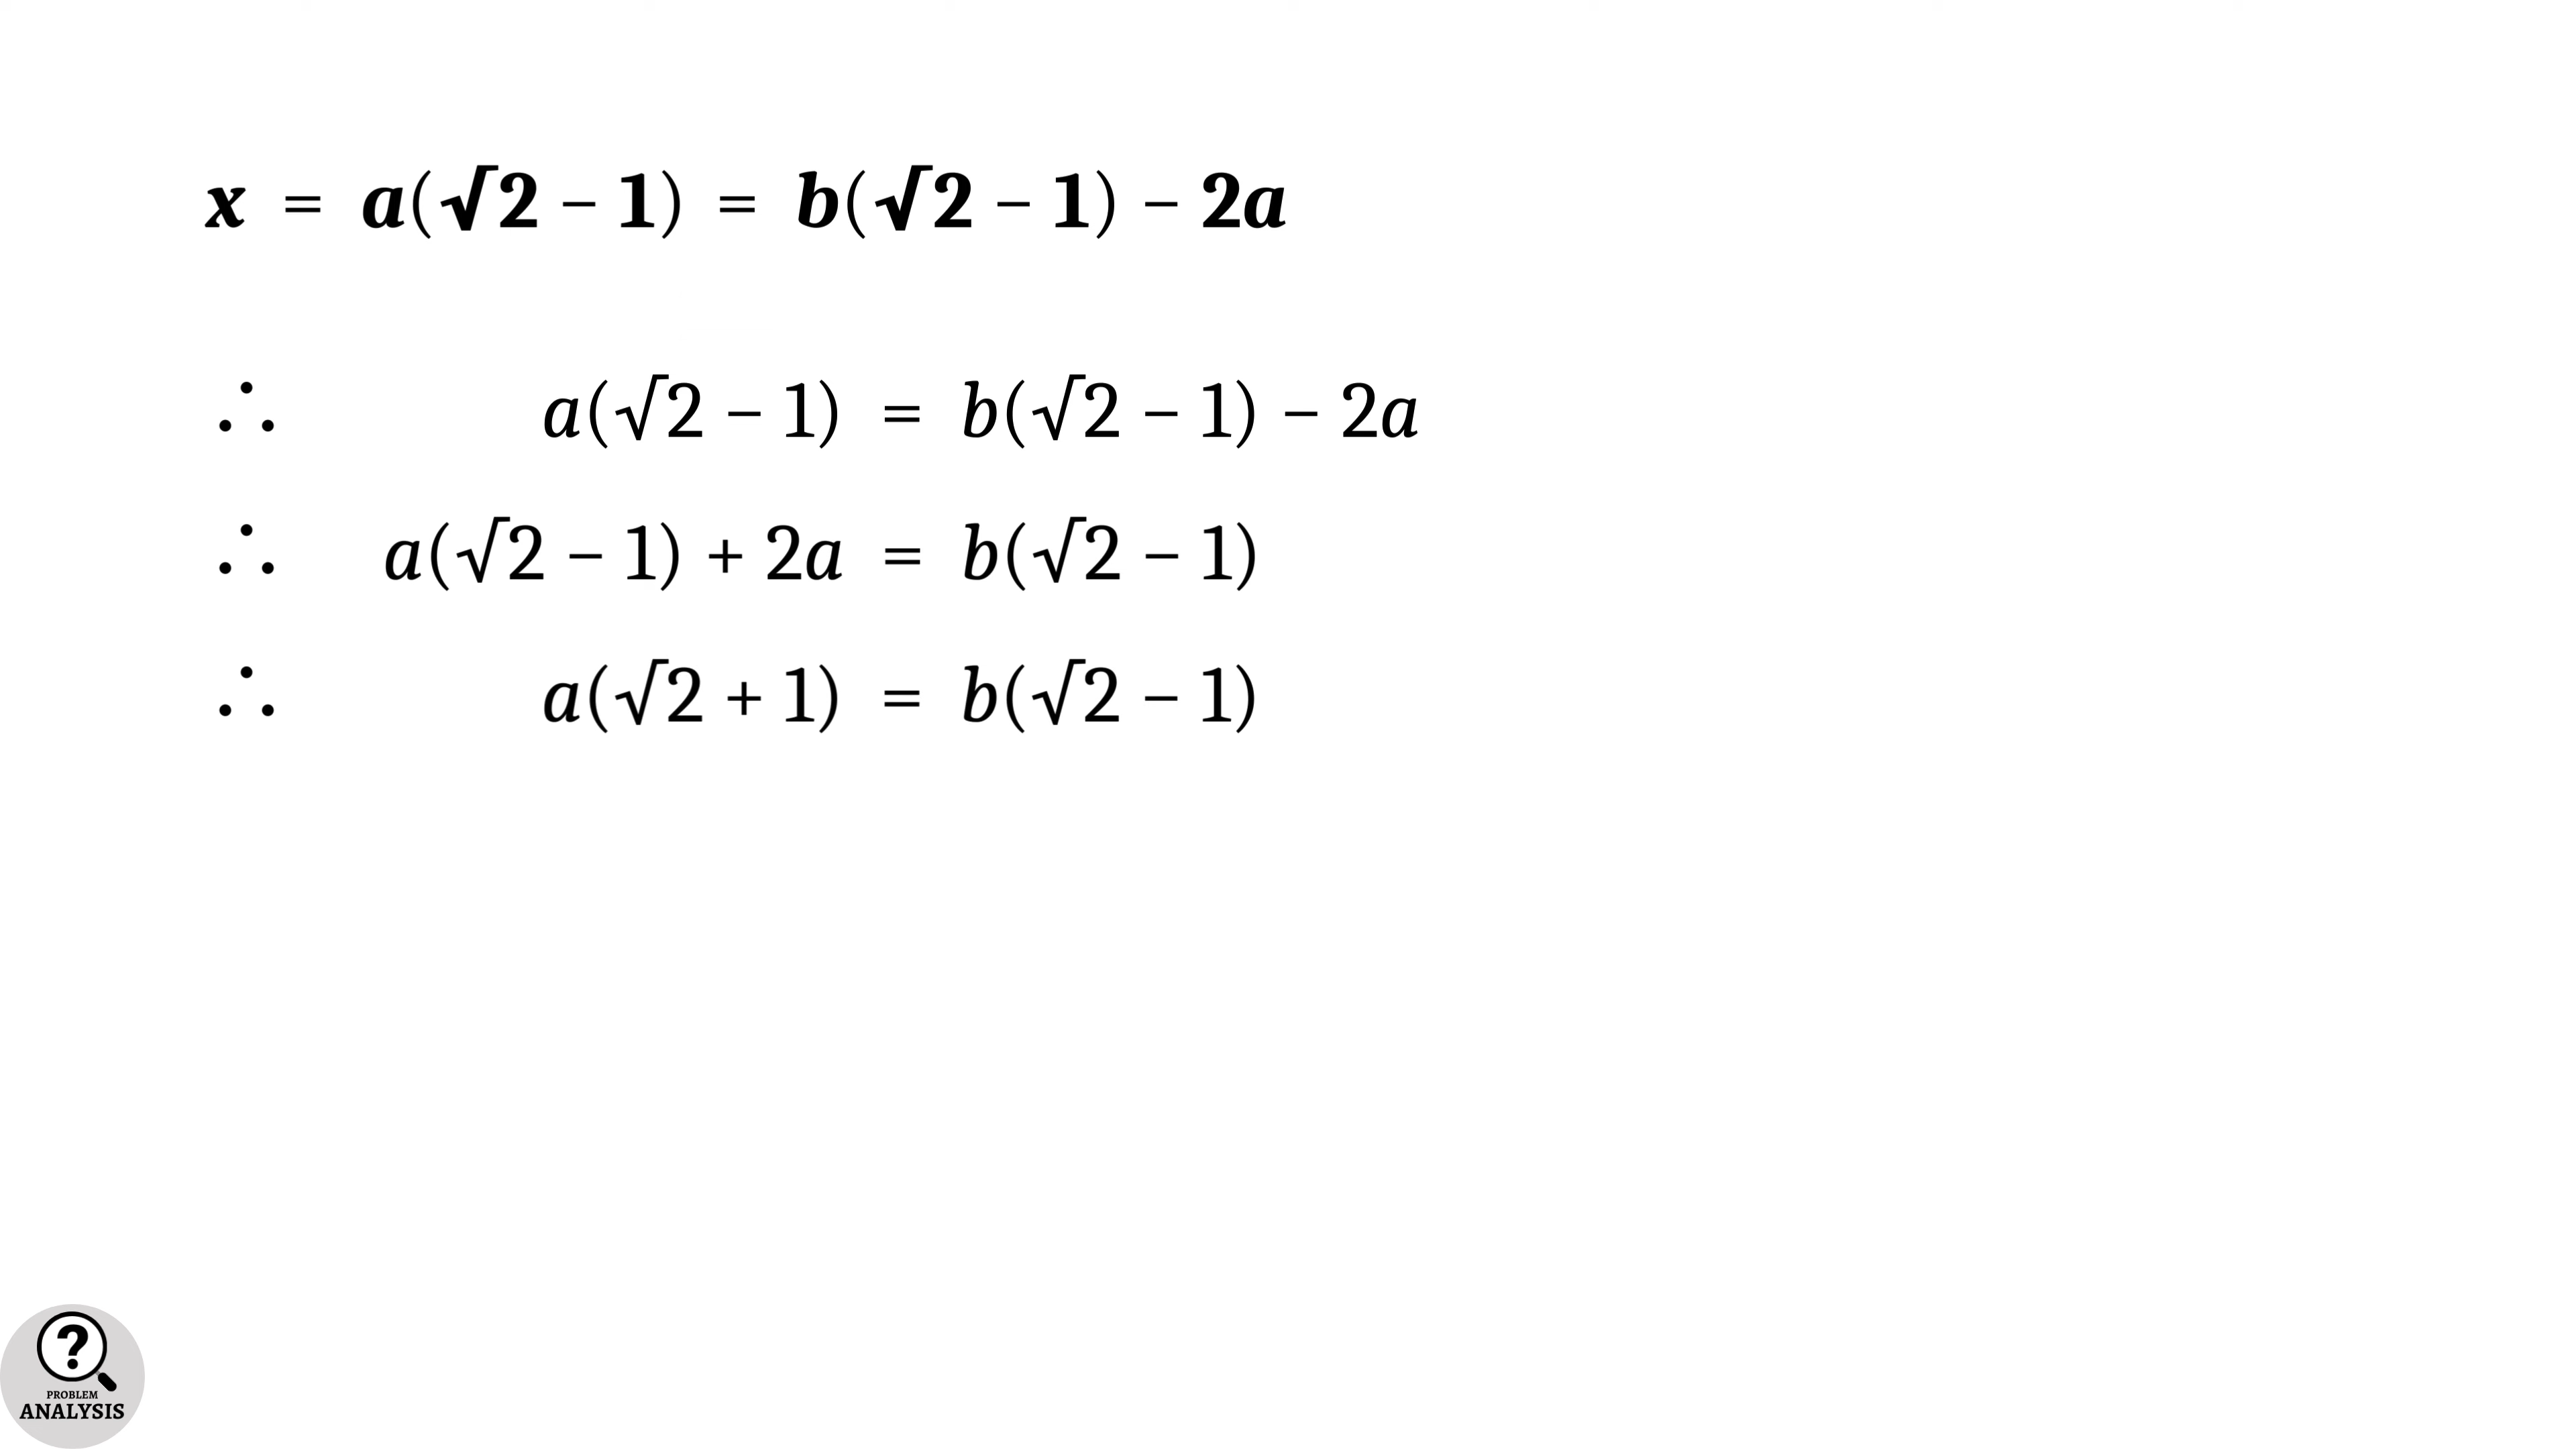 x = a(√2 − 1) = b(√2 − 1) − 2a
∴ a(√2 − 1) = b(√2 − 1) − 2a
∴ a(√2 − 1) + 2a = b(√2 − 1)
∴ a(√2 + 1) = b(√2 − 1)
?
PROBLEM
ANALYSIS